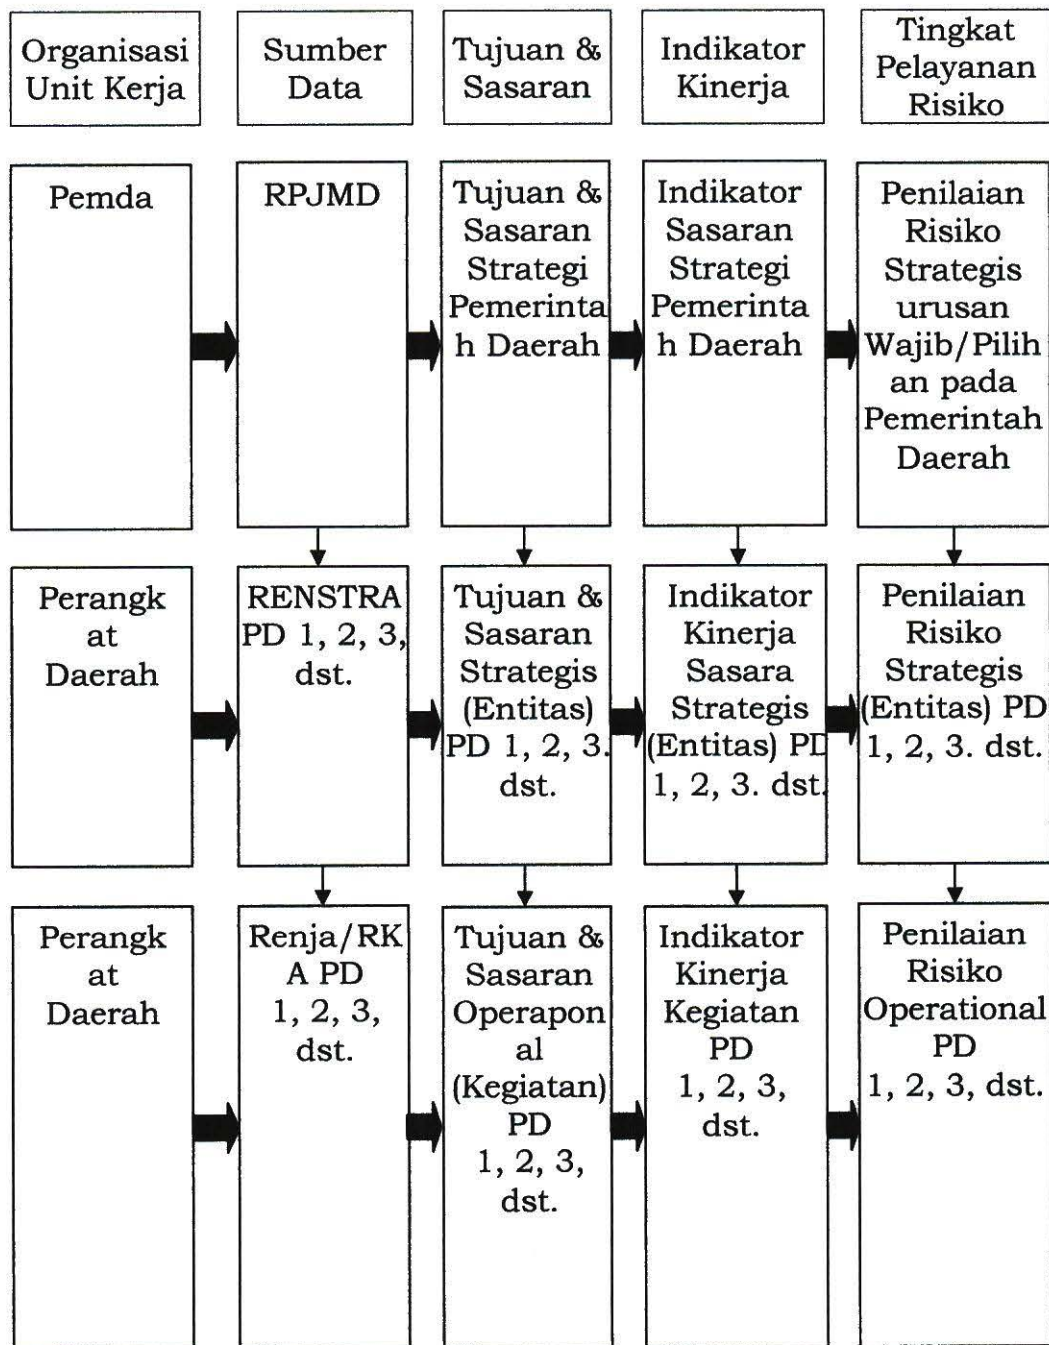 Organisasi
Unit Kerja
Sumber
Data
Tujuan &
Sasaran
Indikator
Kinerja
Tingkat
Pelayanan
Risiko
Pemda
RPJMD
Tujuan &
Sasaran
Strategi
Pemerinta
h Daerah
Indikator
Sasaran
Strategi
Pemerinta
h Daerah
Penilaian
Risiko
Strategis
urusan
Wajib/Pilih
an pada
Pemerintah
Daerah
Perangk
at
Daerah
RENSTRA
PD 1, 2, 3,
dst.
Tujuan &
Sasaran
Strategis
(Entitas)
PD 1, 2, 3.
dst.
Indikator
Kinerja
Sasara
Strategis
(Entitas) PD
1, 2, 3. dst.
Penilaian
Risiko
Strategis
(Entitas) PD
1, 2, 3. dst.
Perangk
at
Daerah
Renja/RK
A PD
1, 2, 3,
dst.
Tujuan &
Sasaran
Operapon
al
(Kegiatan)
PD
1, 2, 3,
dst.
Indikator
Kinerja
Kegiatan
PD
1, 2, 3,
dst.
Penilaian
Risiko
Operational
PD
1, 2, 3, dst.